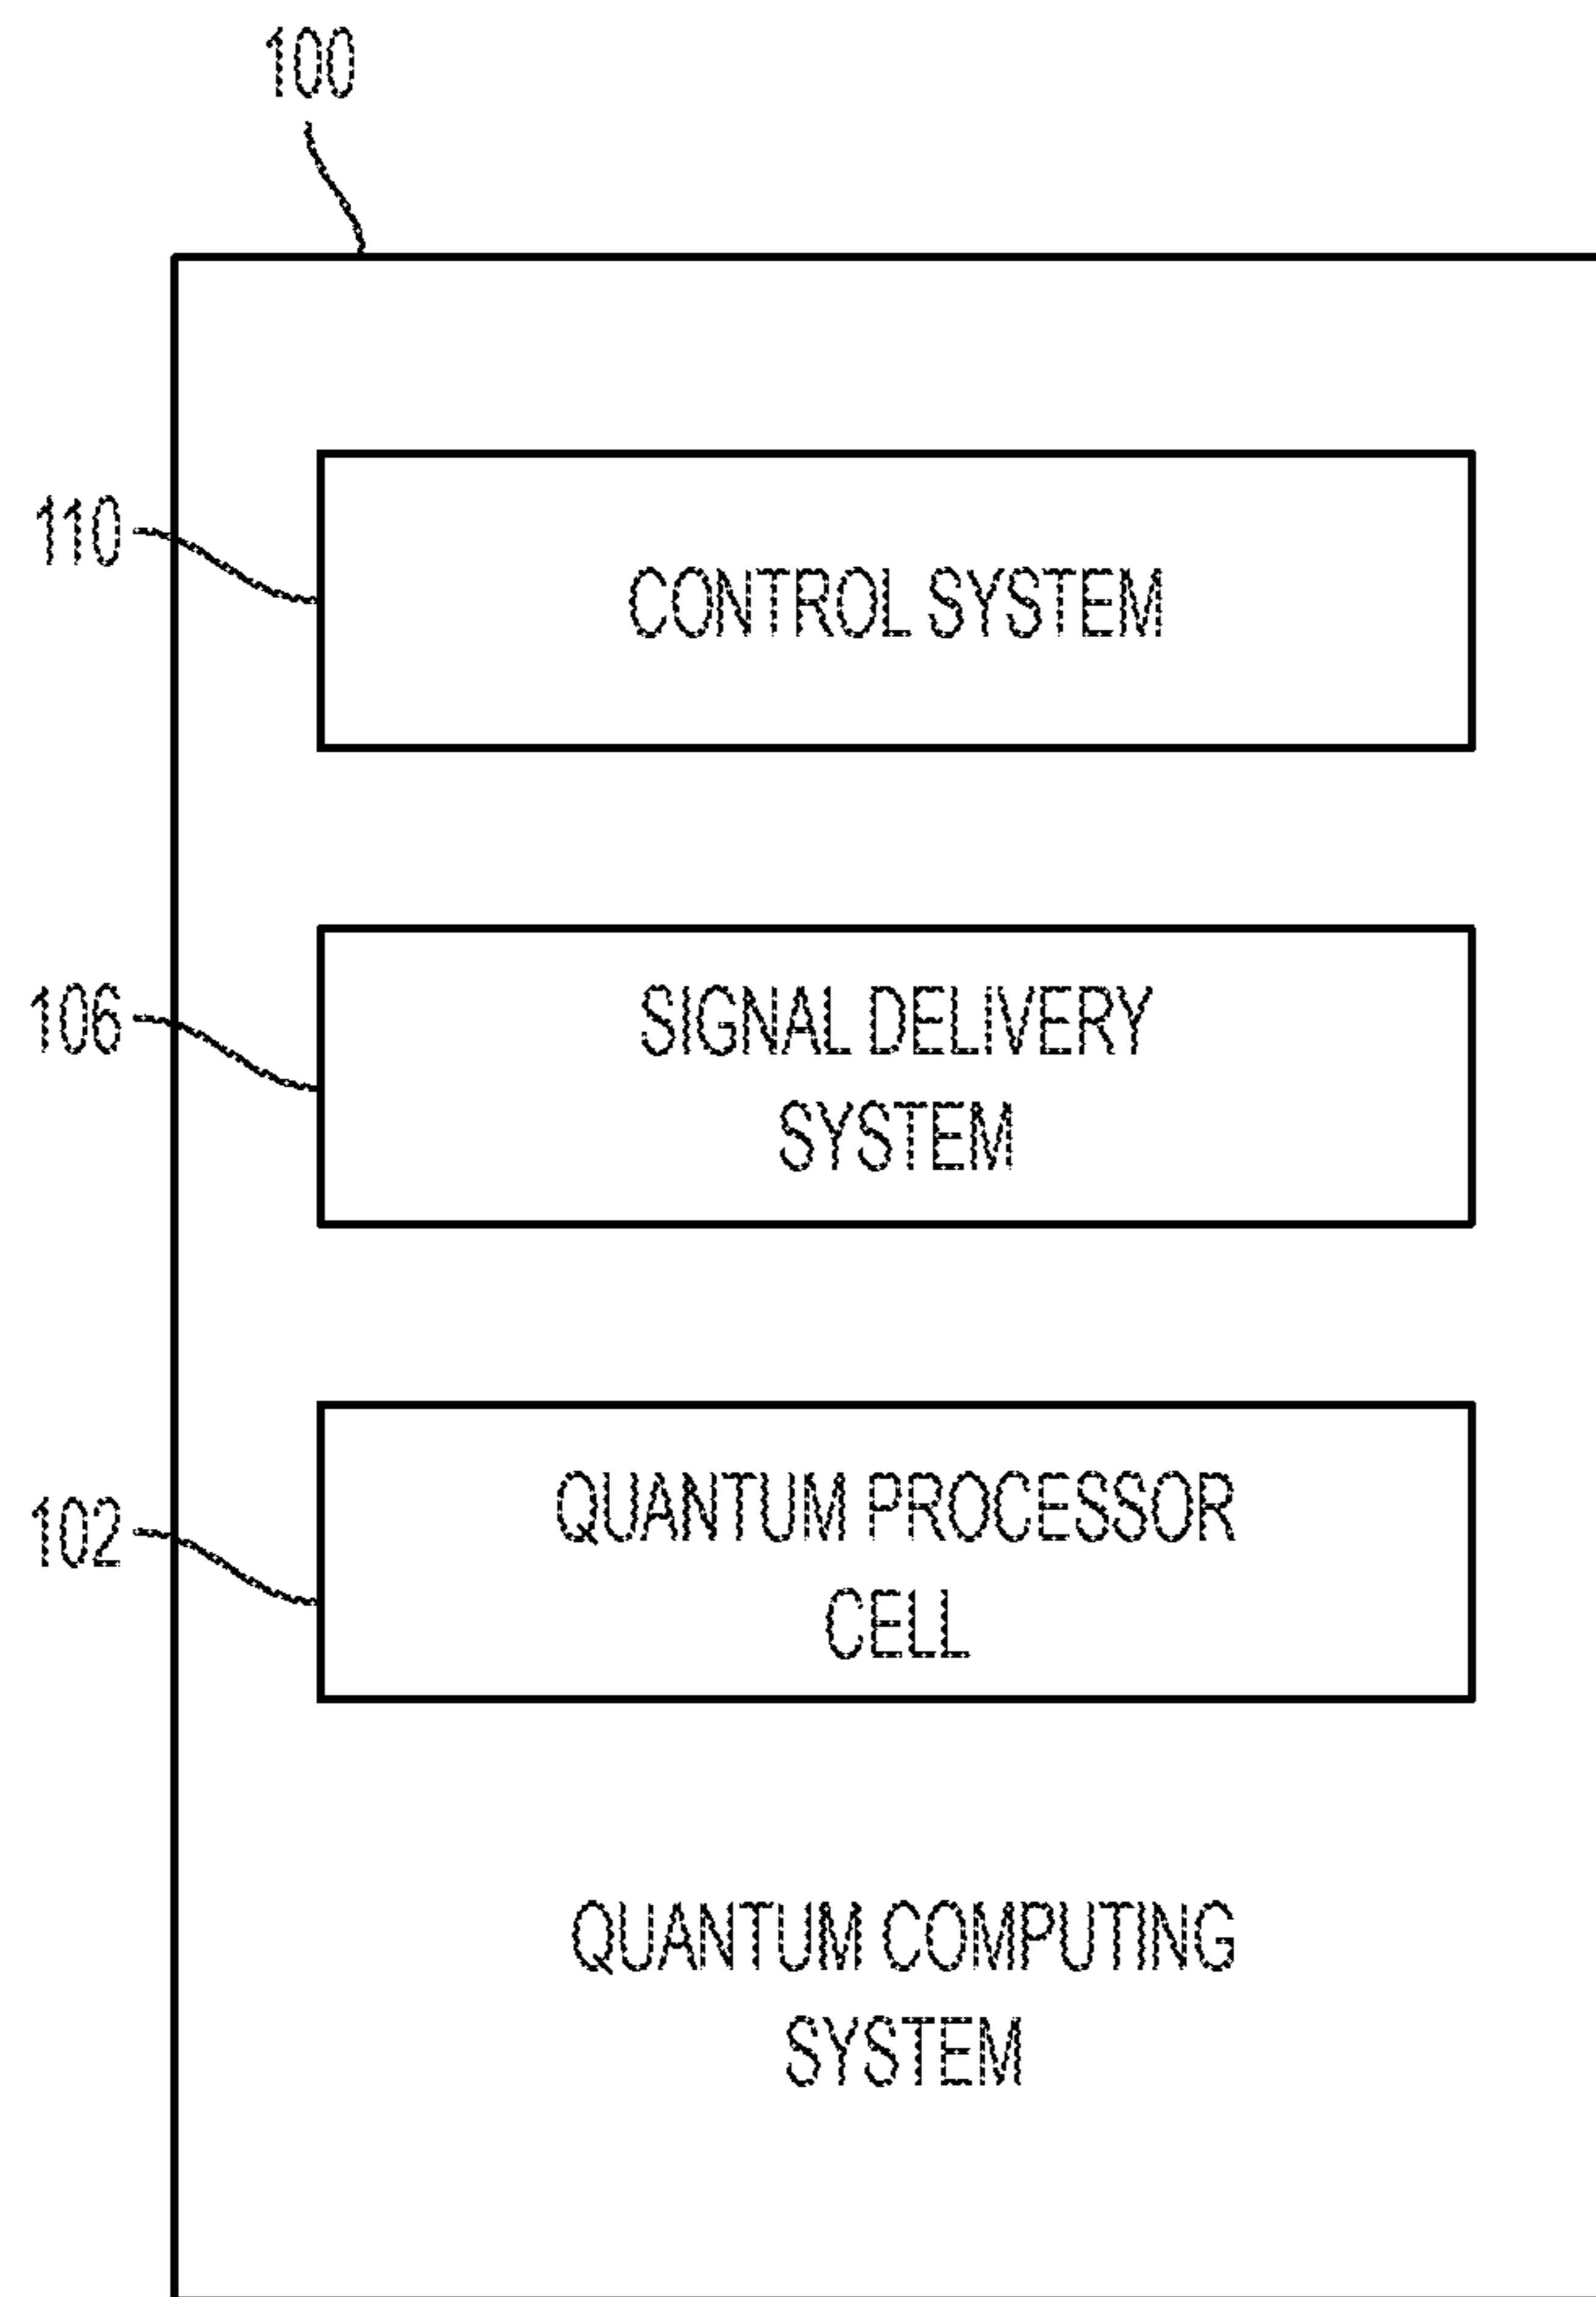 100
110
CONTROL SYSTEM
106
SIGNAL DELIVERY
SYSTEM
102
QUANTUM PROCESSOR
CELL
QUANTUM COMPUTING
SYSTEM